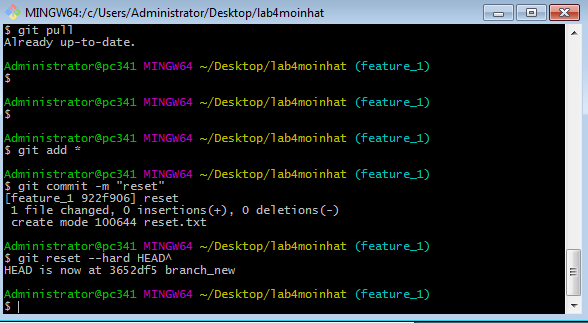 MINGW64:/c/Users/Administrator/Desktop/lab4moinhat
$ git pull
Already up-to-date.
Administrator@pc341 MINGW64 ~/Desktop/lab4moinhat (feature_1)
$
Administrator@pc341 MINGW64 ~/Desktop/lab4moinhat (feature_1)
$
Administrator@pc341 MINGW64 ~/Desktop/lab4moinhat (feature_1)
$ git add *
Administrator@pc341 MINGW64 ~/Desktop/lab4moinhat (feature_1)
$ git commit -m "reset"
[feature_1 922f906] reset
1 file changed, 0 insertions(+), 0 deletions(-)
create mode 100644 reset.txt
Administrator@pc341 MINGW64 ~/Desktop/lab4moinhat (feature_1)
$ git reset --hard HEAD^
HEAD is now at 3652df5 branch_new
Administrator@pc341 MINGW64 ~/Desktop/lab4moinhat (feature_1)
$